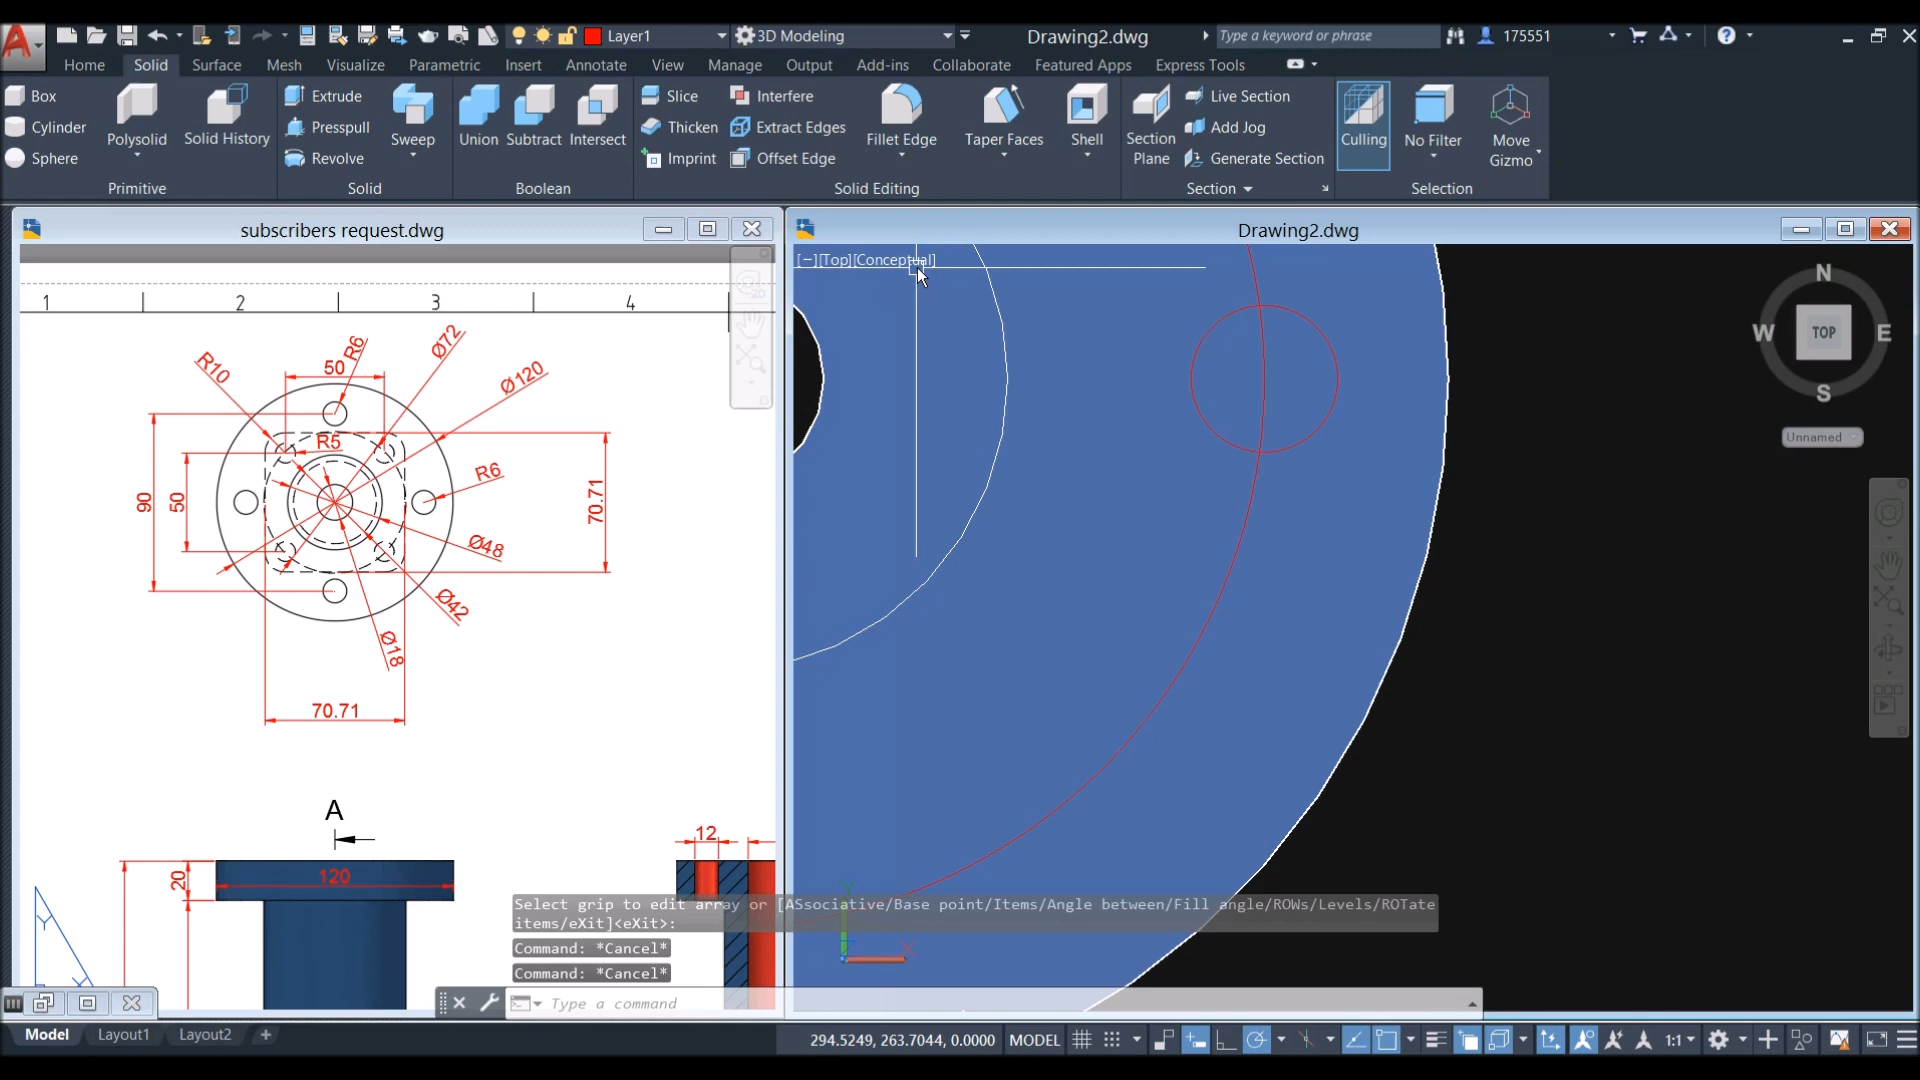 Layer1
3D Modeling
Drawing2.dwg
Type a keyword or phrase
175551
Home Solid Surface Mesh Visualize Parametric Insert Annotate View Manage Output Add-ins Collaborate Featured Apps Express Tools
Box
Cylinder
Sphere
Polysolid
Solid History
Primitive
Extrude
Presspull
Revolve
Sweep
Solid
Union Subtract Intersect
Boolean
Slice
Thicken
Imprint
Interfere
Extract Edges
Offset Edge
Fillet Edge
Taper Faces
Shell
Solid Editing
Section Plane
Live Section
Add Jog
Generate Section
Section
Culling
No Filter
Move Gizmo
Selection
subscribers request.dwg
Drawing2.dwg
[−][Top][Conceptual]
1 2 3 4
R10
50
R6
Ø72
Ø120
R5
R6
90
50
70.71
Ø48
Ø42
Ø18
70.71
A
12
20
120
Y
X
N
W TOP E
S
Unnamed
Y
X
Select grip to edit array or [ASsociative/Base point/Items/Angle between/Fill angle/ROWs/Levels/ROTate
items/eXit]<eXit>:
Command: *Cancel*
Command: *Cancel*
Type a command
Model Layout1 Layout2 +
294.5249, 263.7044, 0.0000 MODEL
1:1